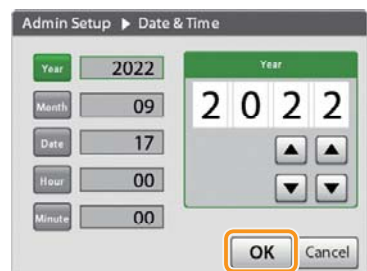 Admin Setup ▶ Date & Time
Year 2022
Month 09
Date 17
Hour 00
Minute 00
Year
2 0 2 2
OK Cancel